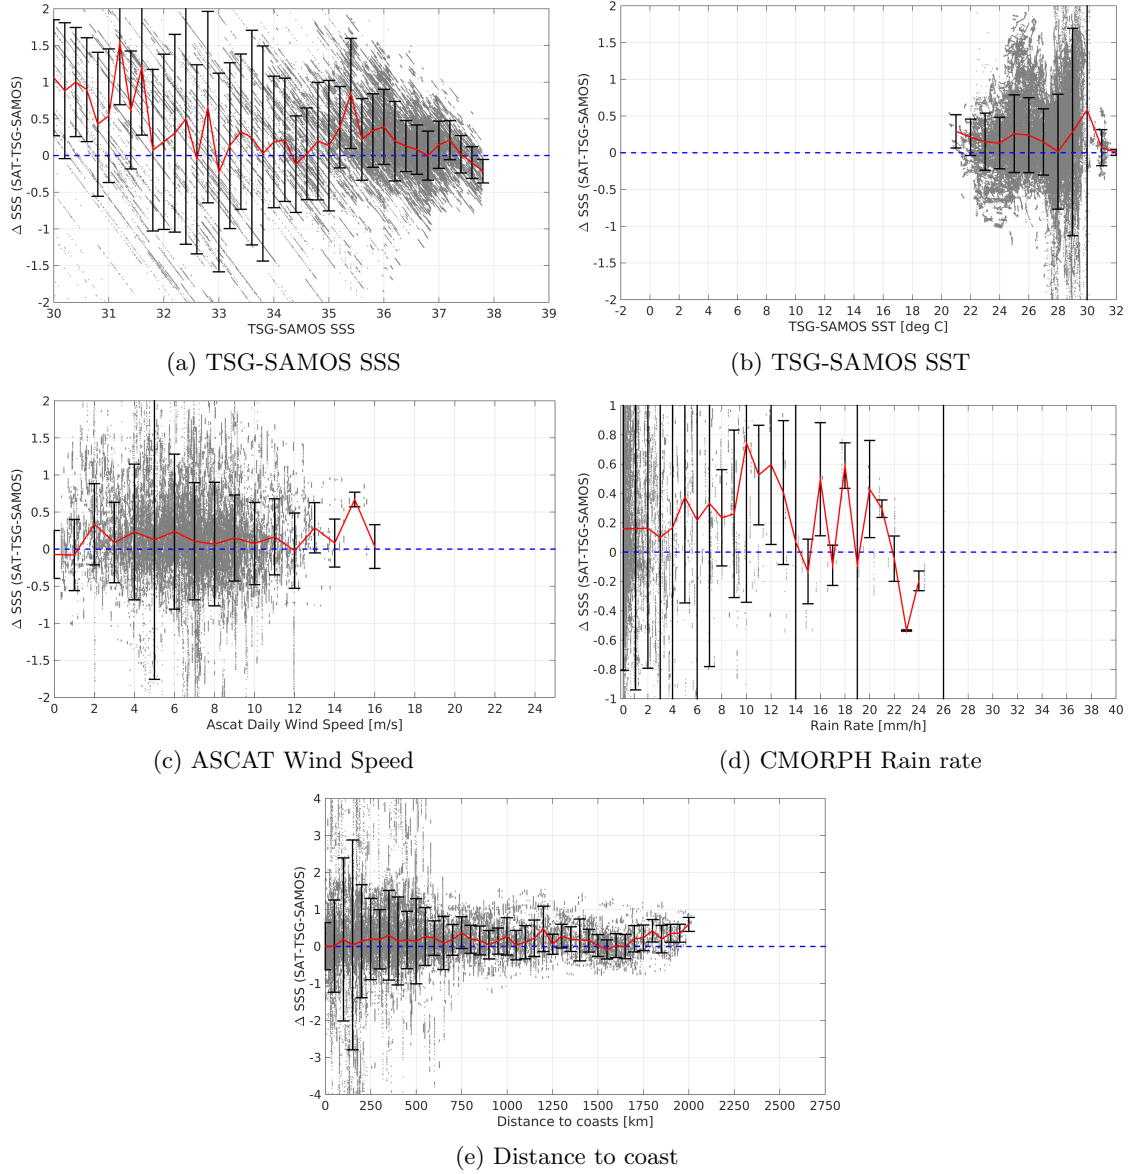 2
1.5
1
0.5
0
-0.5
-1
-1.5
-2
Δ SSS (SAT-TSG-SAMOS)
30 31 32 33 34 35 36 37 38 39
TSG-SAMOS SSS
(a) TSG-SAMOS SSS
2
1.5
1
0.5
0
-0.5
-1
-1.5
-2
Δ SSS (SAT-TSG-SAMOS)
-2 0 2 4 6 8 10 12 14 16 18 20 22 24 26 28 30 32
TSG-SAMOS SST [deg C]
(b) TSG-SAMOS SST
2
1.5
1
0.5
0
-0.5
-1
-1.5
-2
Δ SSS (SAT-TSG-SAMOS)
0 2 4 6 8 10 12 14 16 18 20 22 24
Ascat Daily Wind Speed [m/s]
(c) ASCAT Wind Speed
1
0.8
0.6
0.4
0.2
0
-0.2
-0.4
-0.6
-0.8
-1
Δ SSS (SAT-TSG-SAMOS)
0 2 4 6 8 10 12 14 16 18 20 22 24 26 28 30 32 34 36 38 40
Rain Rate [mm/h]
(d) CMORPH Rain rate
4
3
2
1
0
-1
-2
-3
-4
Δ SSS (SAT-TSG-SAMOS)
0 250 500 750 1000 1250 1500 1750 2000 2250 2500 2750
Distance to coasts [km]
(e) Distance to coast